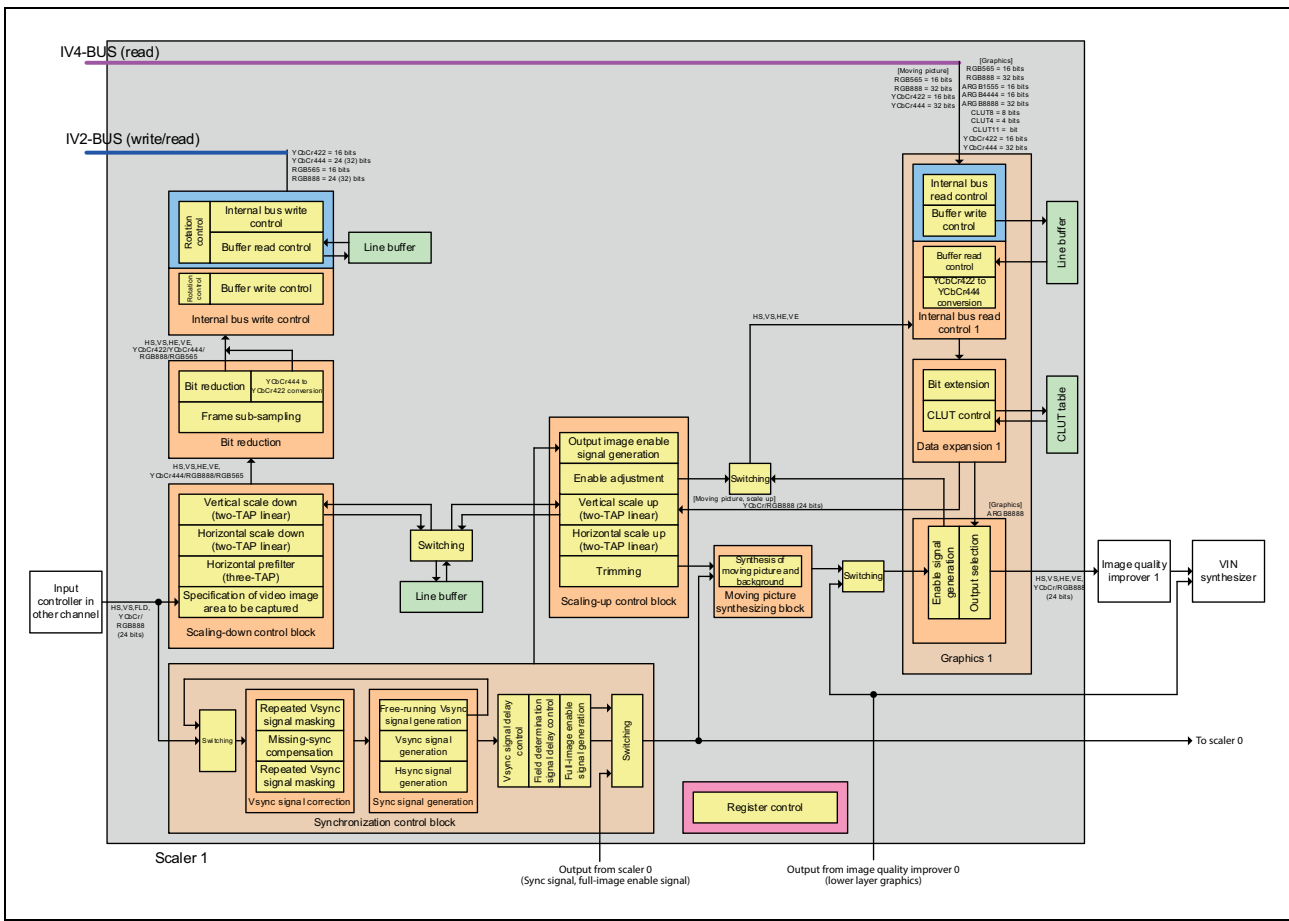 IV4-BUS (read)
[Moving picture]
RGB565 = 16 bits
RGB888 = 32 bits
YCbCr422 = 16 bits
YCbCr444 = 32 bits
[Graphics]
RGB565 = 16 bits
RGB888 = 32 bits
ARGB1555 = 16 bits
ARGB4444 = 16 bits
ARGB8888 = 32 bits
CLUT8 = 8 bits
CLUT4 = 4 bits
CLUT11 = bit
YCbCr422 = 16 bits
YCbCr444 = 32 bits
IV2-BUS (write/read)
YCbCr422 = 16 bits
YCbCr444 = 24 (32) bits
RGB565 = 16 bits
RGB888 = 24 (32) bits
Rotation
control
Internal bus write
control
Buffer read control
Line buffer
Rotation
control
Buffer write control
Internal bus write control
HS,VS,HE,VE,
YCbCr422/YCbCr444/
RGB888/RGB565
Bit reduction
YCbCr444 to
YCbCr422 conversion
Frame sub-sampling
Bit reduction
HS,VS,HE,VE,
YCbCr444/RGB888/RGB565
Vertical scale down
(two-TAP linear)
Horizontal scale down
(two-TAP linear)
Horizontal prefilter
(three-TAP)
Specification of video image
area to be captured
Scaling-down control block
Input
controller in
other channel
HS,VS,FLD,
YCbCr/
RGB888
(24 bits)
Switching
Line buffer
Output image enable
signal generation
Enable adjustment
Vertical scale up
(two-TAP linear)
Horizontal scale up
(two-TAP linear)
Trimming
Scaling-up control block
Switching
HS,VS,HE,VE
[Moving picture, scale up]
YCbCr/RGB888 (24 bits)
Synthesis of
moving picture and
background
Moving picture
synthesizing block
Switching
Internal bus
read control
Buffer write
control
Line buffer
Buffer read
control
YCbCr422 to
YCbCr444
conversion
Internal bus read
control 1
Bit extension
CLUT control
CLUT table
Data expansion 1
[Graphics]
ARGB8888
Enable signal
generation
Output selection
Graphics 1
HS,VS,HE,VE,
YCbCr/RGB888
(24 bits)
Image quality
improver 1
VIN
synthesizer
Switching
Repeated Vsync
signal masking
Missing-sync
compensation
Repeated Vsync
signal masking
Vsync signal correction
Free-running Vsync
signal generation
Vsync signal
generation
Hsync signal
generation
Sync signal generation
Vsync signal delay
control
Field determination
signal delay control
Full-image enable
signal generation
Switching
Synchronization control block
To scaler 0
Register control
Scaler 1
Output from scaler 0
(Sync signal, full-image enable signal)
Output from image quality improver 0
(lower layer graphics)